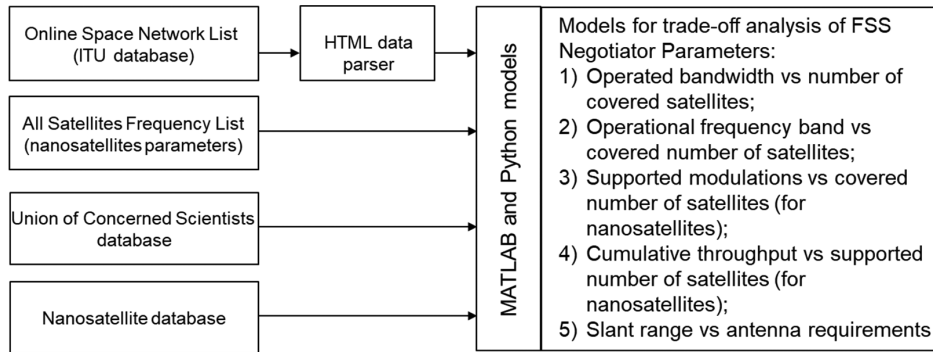 Online Space Network List
(ITU database)
HTML data
parser
All Satellites Frequency List
(nanosatellites parameters)
Union of Concerned Scientists
database
Nanosatellite database
MATLAB and Python models
Models for trade-off analysis of FSS
Negotiator Parameters:
1) Operated bandwidth vs number of
covered satellites;
2) Operational frequency band vs
covered number of satellites;
3) Supported modulations vs covered
number of satellites (for
nanosatellites);
4) Cumulative throughput vs supported
number of satellites (for
nanosatellites);
5) Slant range vs antenna requirements